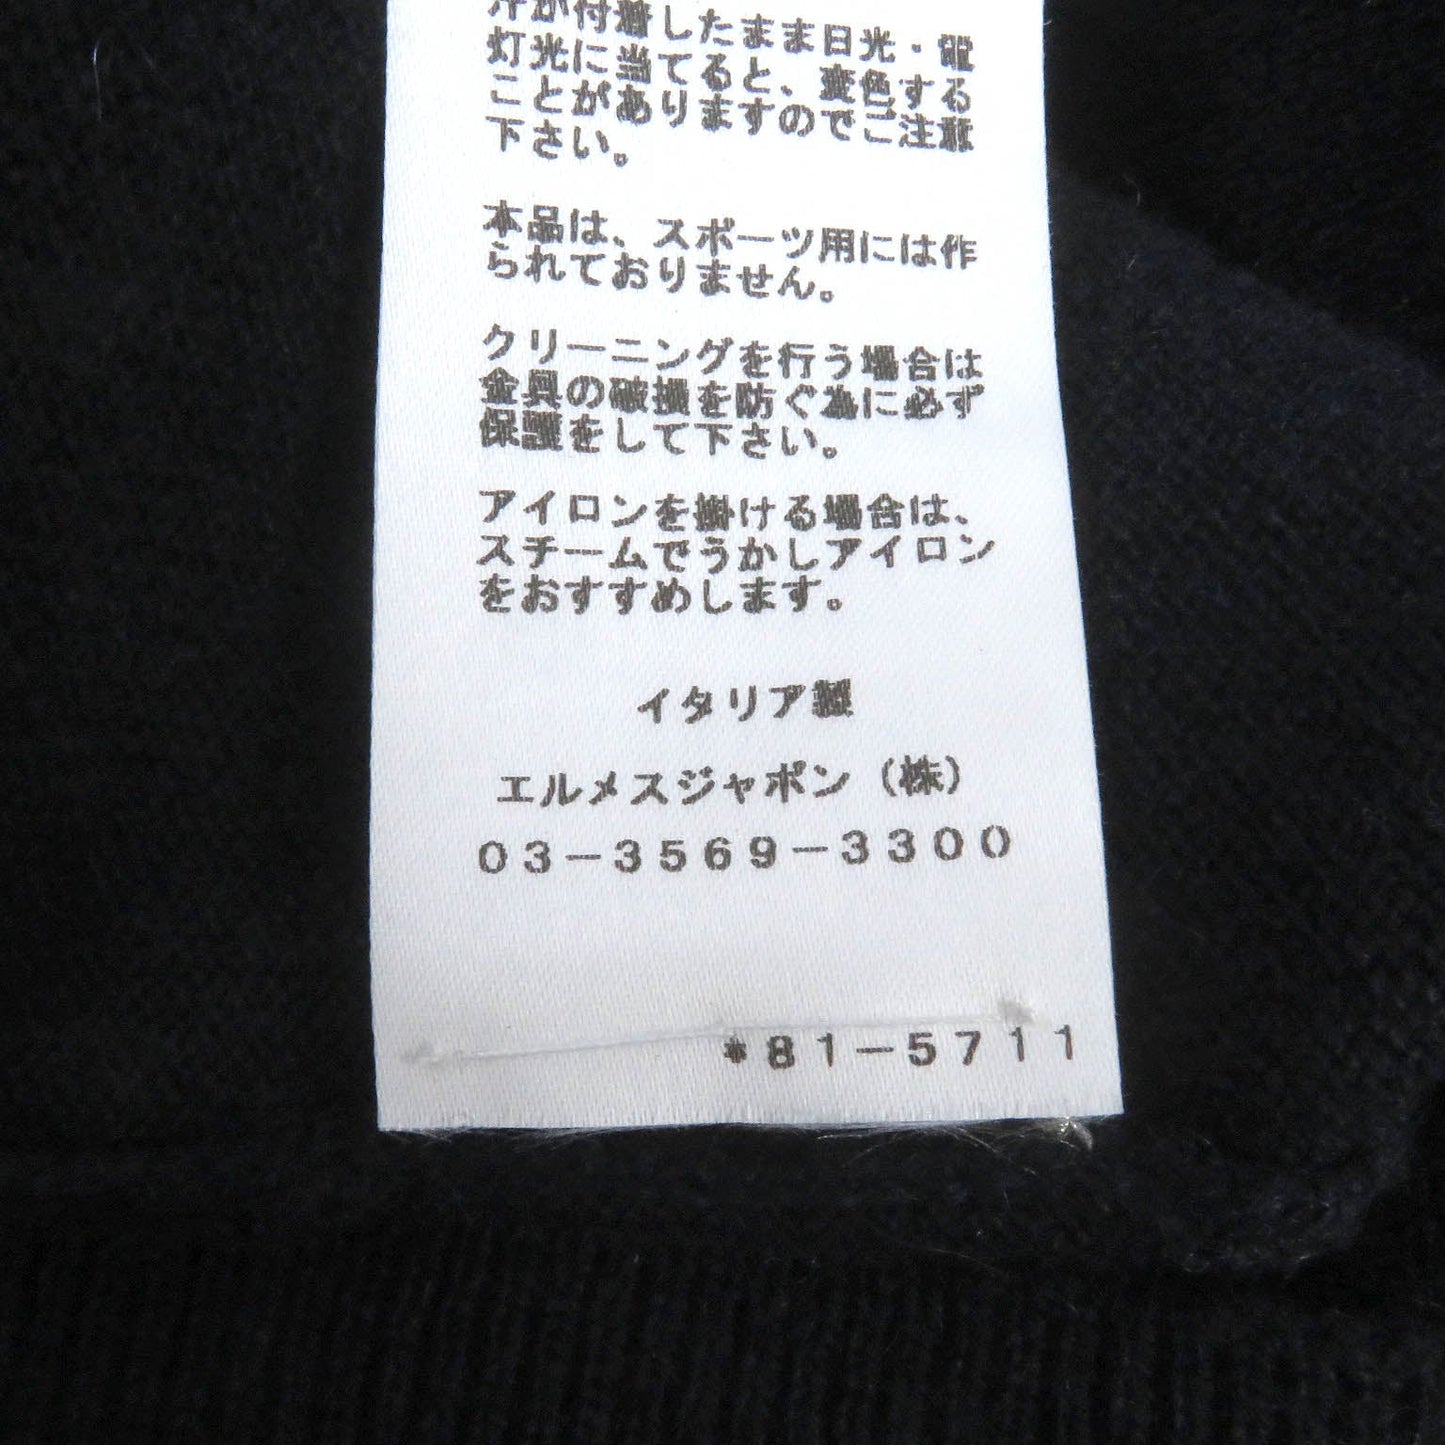 汗が付着したまま日光・電
灯光に当てると、変色する
ことがありますのでご注意
下さい。
本品は、スポーツ用には作
られておりません。
クリーニングを行う場合は
金具の破損を防ぐ為に必ず
保護をして下さい。
アイロンを掛ける場合は、
スチームでうかしアイロン
をおすすめします。
イタリア製
エルメスジャポン（株）
03-3569-3300
*81-5711